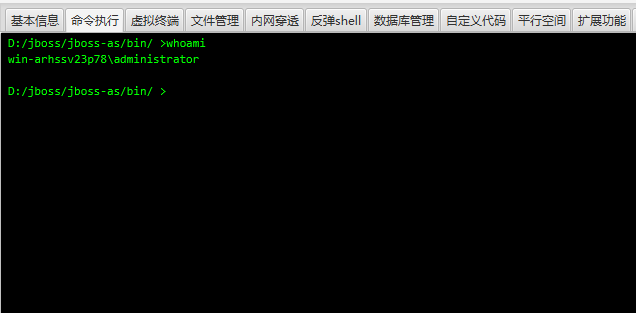 基本信息 命令执行 虚拟终端 文件管理 内网穿透 反弹shell 数据库管理 自定义代码 平行空间 扩展功能
D:/jboss/jboss-as/bin/ >whoami
win-arhssv23p78\administrator
D:/jboss/jboss-as/bin/ >